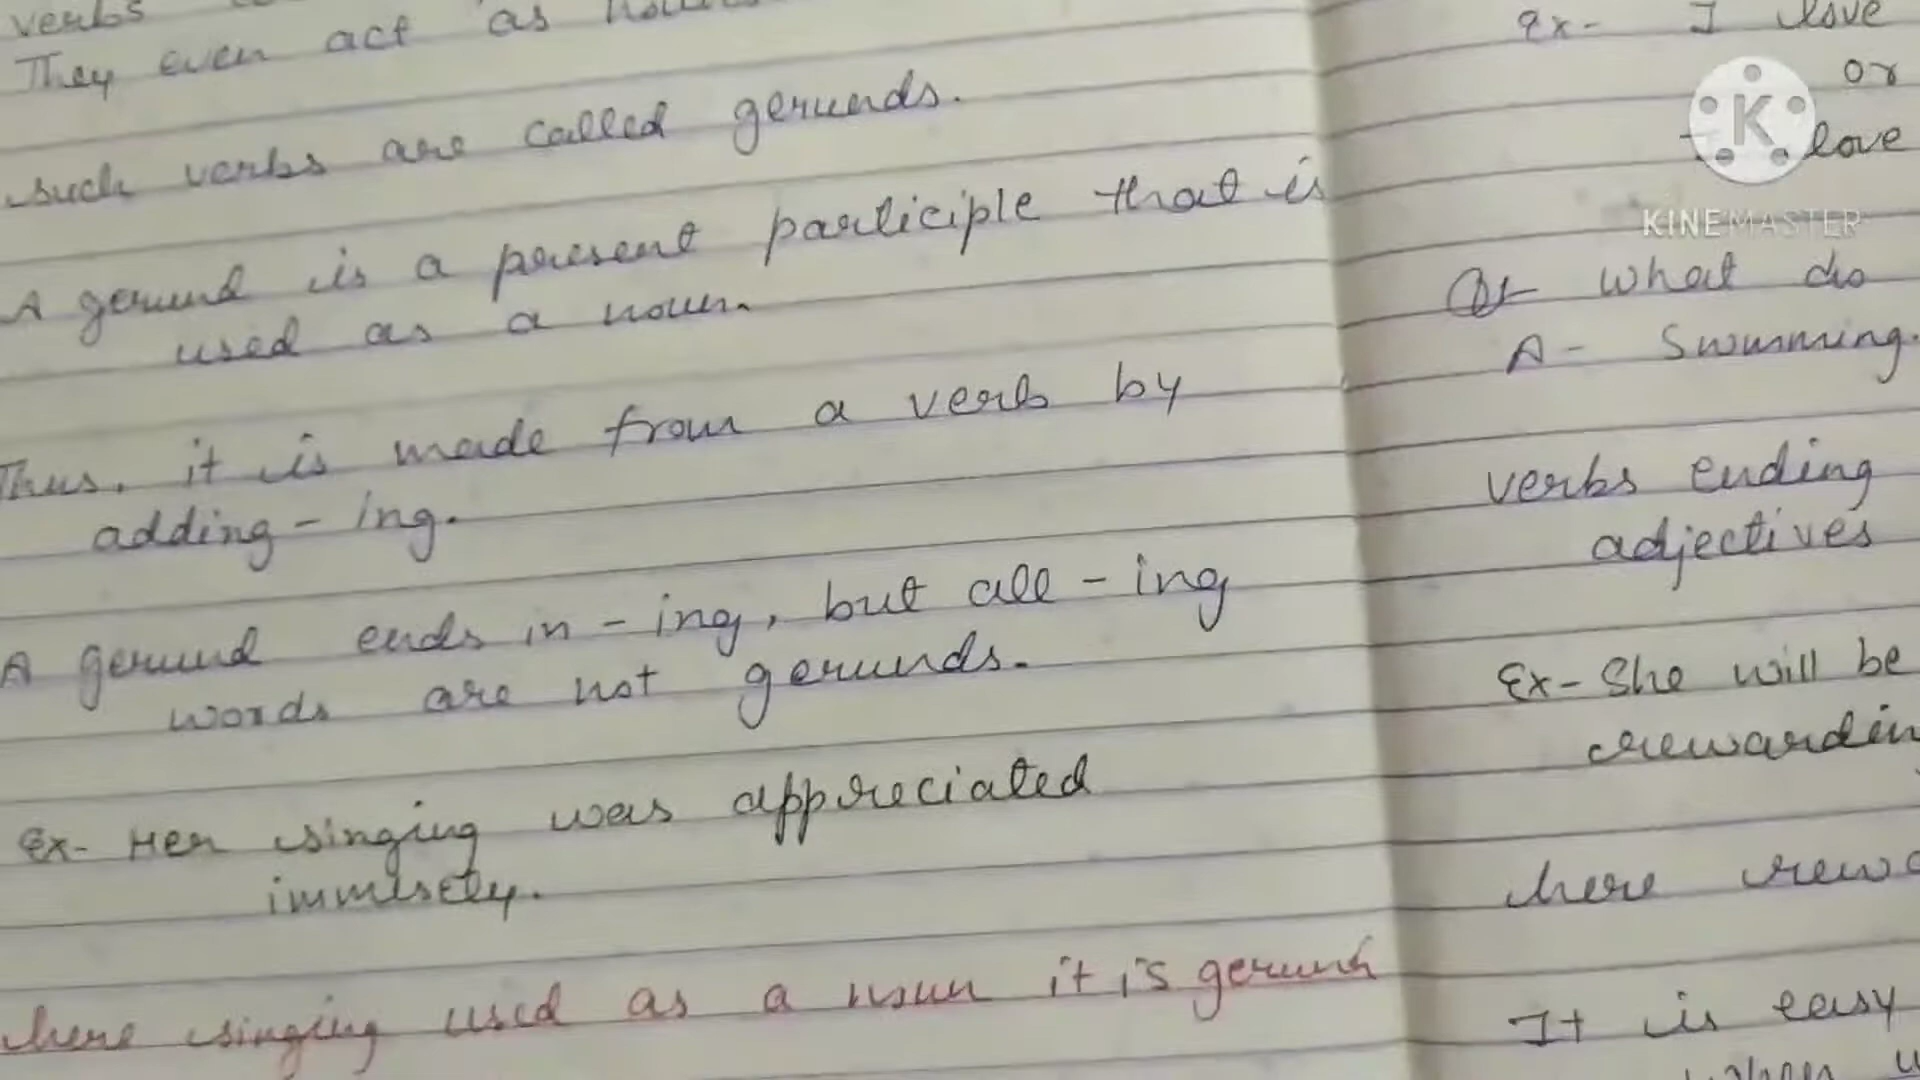 verbs
They even act as
such verbs are called gerunds.
A gerund is a present participle that is
used as a noun.
Thus, it is made from a verb by
adding - ing.
A gerund ends in - ing, but all - ing
words are not gerunds.
Ex- Her singing was appreciated
immisely.
here singing used as a noun it is gerund
ex- I love
or
love
K
KINEMASTER
Q- What do
A- Swimming.
verbs ending
adjectives
Ex- She will be
rewardin
here rew
It is easy